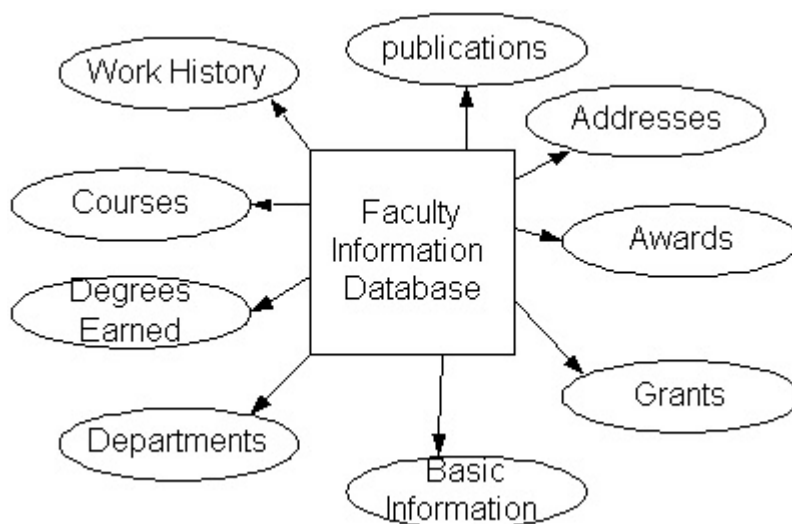 publications
Work History
Addresses
Courses
Faculty
Information
Database
Awards
Degrees
Earned
Grants
Departments
Basic
Information